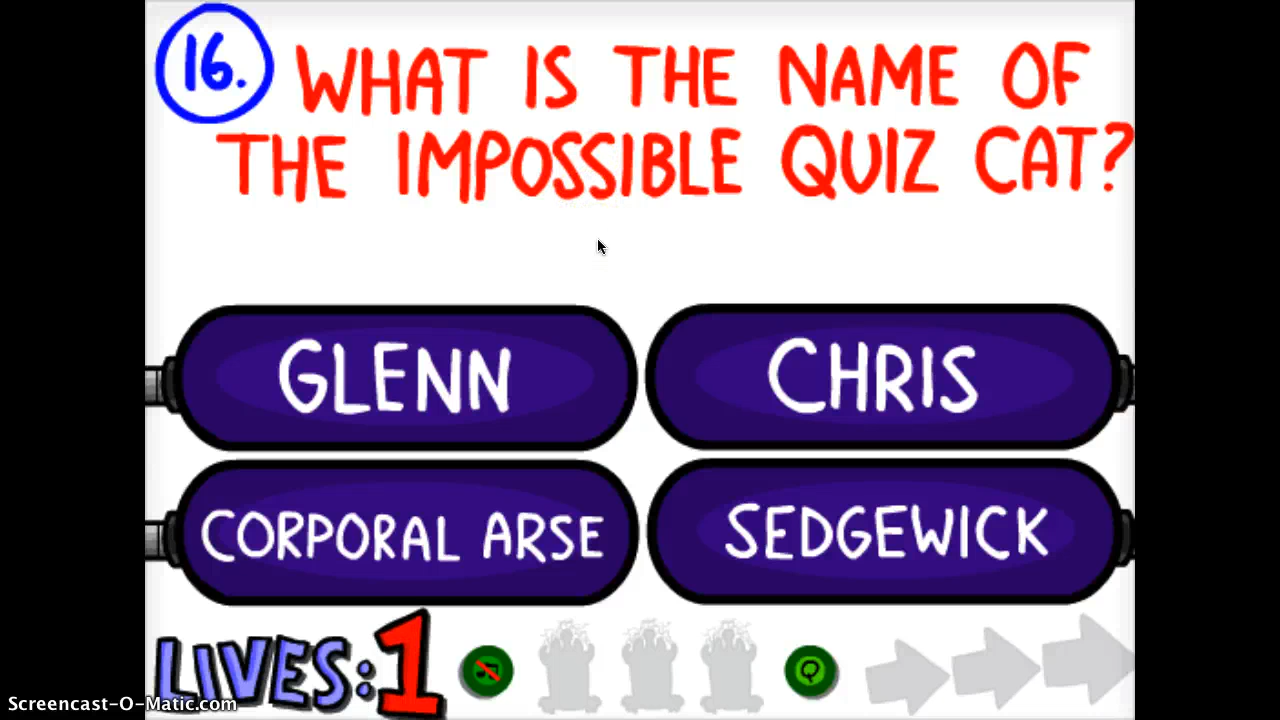 16. WHAT IS THE NAME OF
THE IMPOSSIBLE QUIZ CAT?
GLENN
CHRIS
CORPORAL ARSE
SEDGEWICK
LIVES:1
Screencast-O-Matic.com